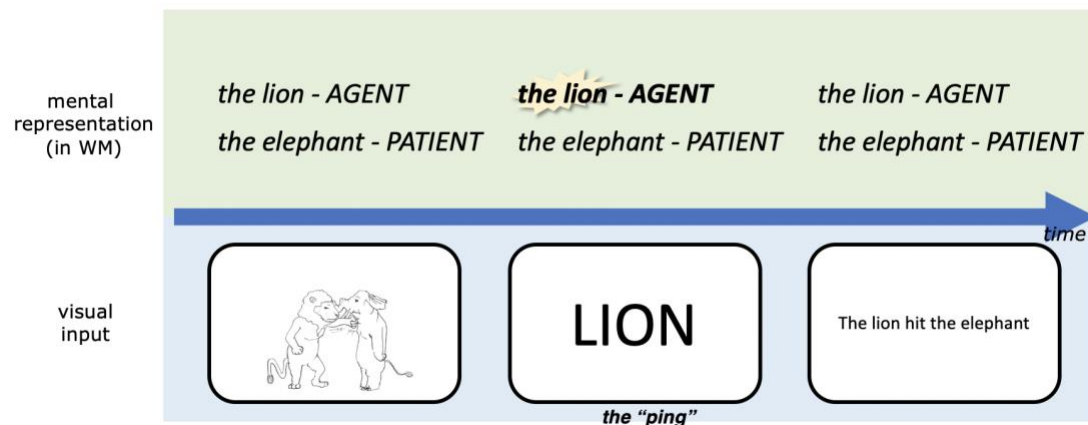 mental
representation
(in WM)
the lion - AGENT
the elephant - PATIENT
the lion - AGENT
the elephant - PATIENT
the lion - AGENT
the elephant - PATIENT
time
visual
input
LION
The lion hit the elephant
the “ping”